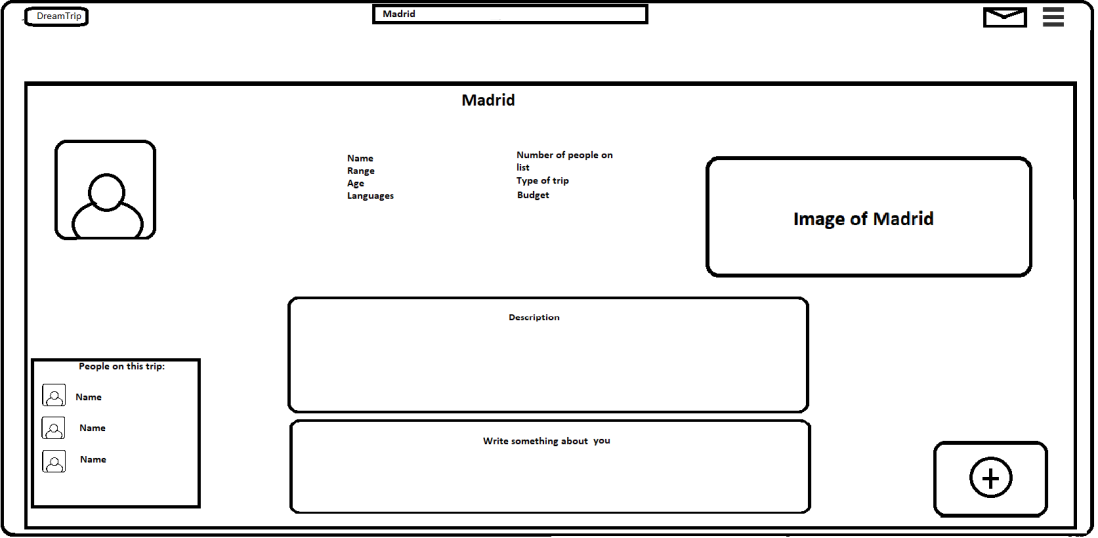 DreamTrip
Madrid
Madrid
Name
Range
Age
Languages
Number of people on
list
Type of trip
Budget
Image of Madrid
Description
People on this trip:
Name
Name
Name
Write something about you